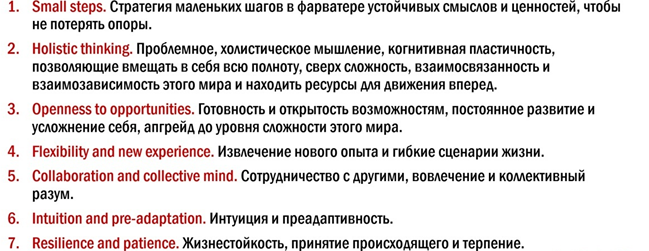 1. Small steps. Стратегия маленьких шагов в фарватере устойчивых смыслов и ценностей, чтобы
не потерять опоры.
2. Holistic thinking. Проблемное, холистическое мышление, когнитивная пластичность,
позволяющие вмещать в себя всю полноту, сверх сложность, взаимосвязанность и
взаимозависимость этого мира и находить ресурсы для движения вперед.
3. Openness to opportunities. Готовность и открытость возможностям, постоянное развитие и
усложнение себя, апгрейд до уровня сложности этого мира.
4. Flexibility and new experience. Извлечение нового опыта и гибкие сценарии жизни.
5. Collaboration and collective mind. Сотрудничество с другими, вовлечение и коллективный
разум.
6. Intuition and pre-adaptation. Интуиция и преадаптивность.
7. Resilience and patience. Жизнестойкость, принятие происходящего и терпение.